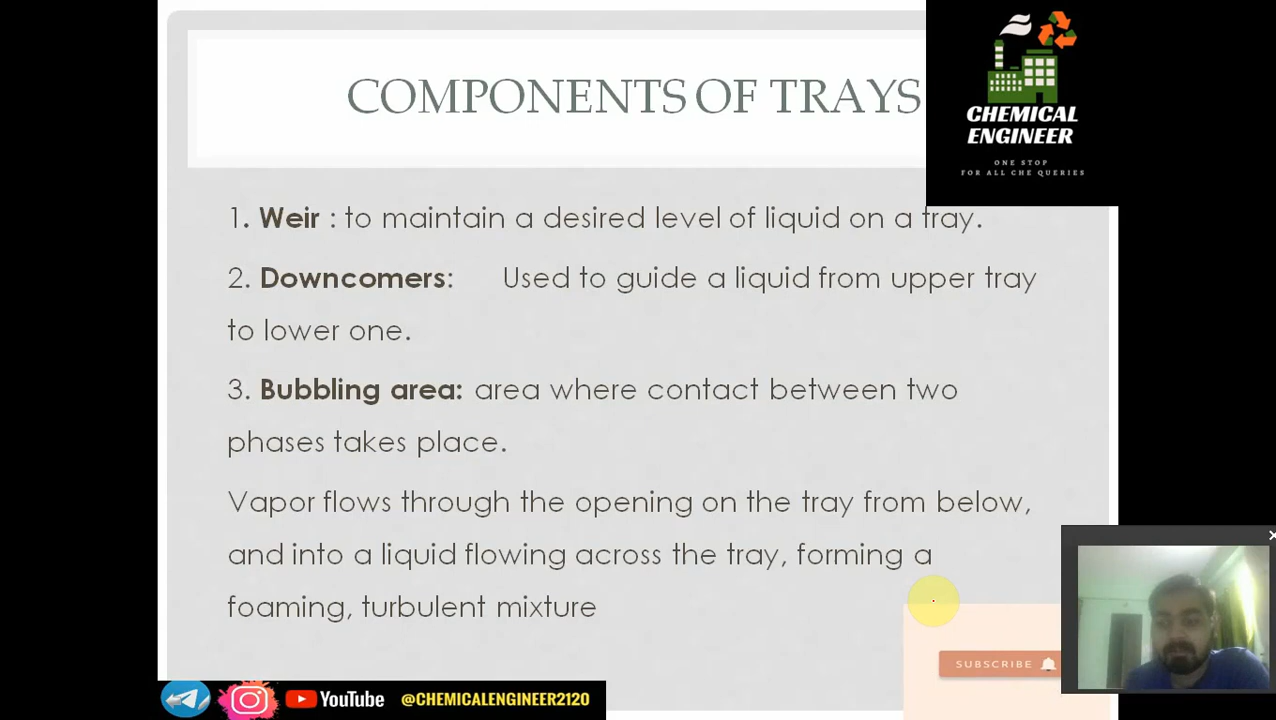 COMPONENTS OF TRAYS
CHEMICAL
ENGINEER
ONE STOP
FOR ALL CHE QUERIES
1. Weir : to maintain a desired level of liquid on a tray.
2. Downcomers: Used to guide a liquid from upper tray
to lower one.
3. Bubbling area: area where contact between two
phases takes place.
Vapor flows through the opening on the tray from below,
and into a liquid flowing across the tray, forming a
foaming, turbulent mixture
SUBSCRIBE
YouTube @CHEMICALENGINEER2120